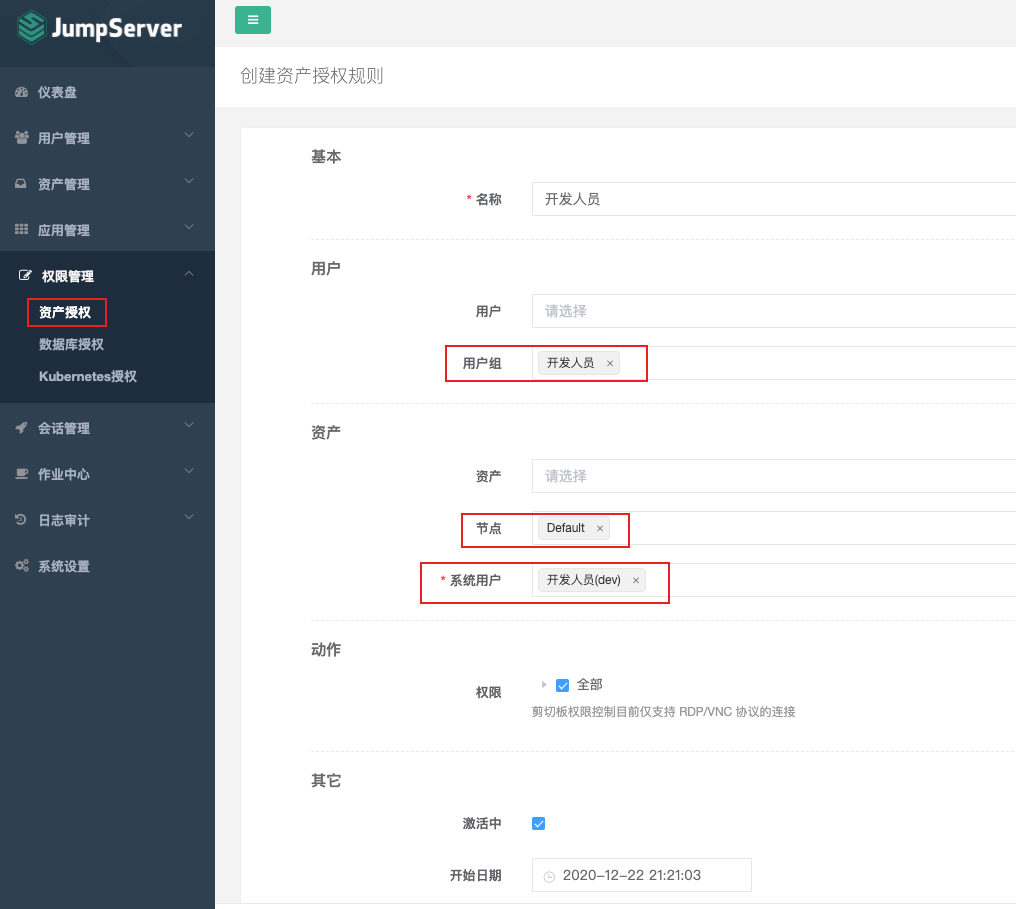 JumpServer
仪表盘
用户管理
资产管理
应用管理
权限管理
资产授权
数据库授权
Kubernetes授权
会话管理
作业中心
日志审计
系统设置
创建资产授权规则
基本
* 名称 开发人员
用户
用户 请选择
用户组 开发人员 ×
资产
资产 请选择
节点 Default ×
* 系统用户 开发人员(dev) ×
动作
权限 全部
剪切板权限控制目前仅支持 RDP/VNC 协议的连接
其它
激活中
开始日期 2020-12-22 21:21:03